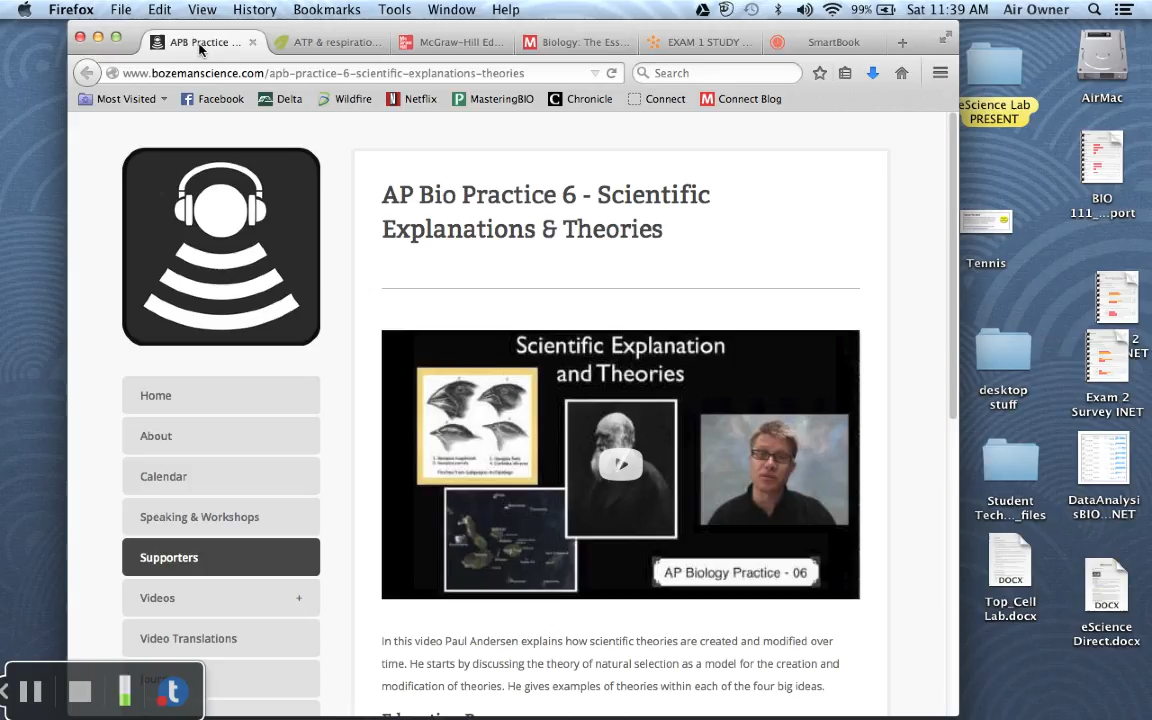 Firefox File Edit View History Bookmarks Tools Window Help 99% Sat 11:39 AM Air Owner
APB Practice ... ATP & respiratio... McGraw-Hill Ed... Biology: The Ess... EXAM 1 STUDY ... SmartBook
www.bozemanscience.com/apb-practice-6-scientific-explanations-theories Search
Most Visited Facebook Delta Wildfire Netflix MasteringBIO Chronicle Connect Connect Blog
AP Bio Practice 6 - Scientific
Explanations & Theories
Scientific Explanation
and Theories
AP Biology Practice - 06
Home
About
Calendar
Speaking & Workshops
Supporters
Videos +
Video Translations
In this video Paul Andersen explains how scientific theories are created and modified over
time. He starts by discussing the theory of natural selection as a model for the creation and
modification of theories. He gives examples of theories within each of the four big ideas.
eScience Lab
PRESENT
AirMac
BIO
111_...port
Tennis
2
NET
desktop
stuff
Exam 2
Survey INET
Student
Tech..._files
DataAnalysi
sBIO...NET
Top_Cell
Lab.docx
DOCX
eScience
Direct.docx
DOCX